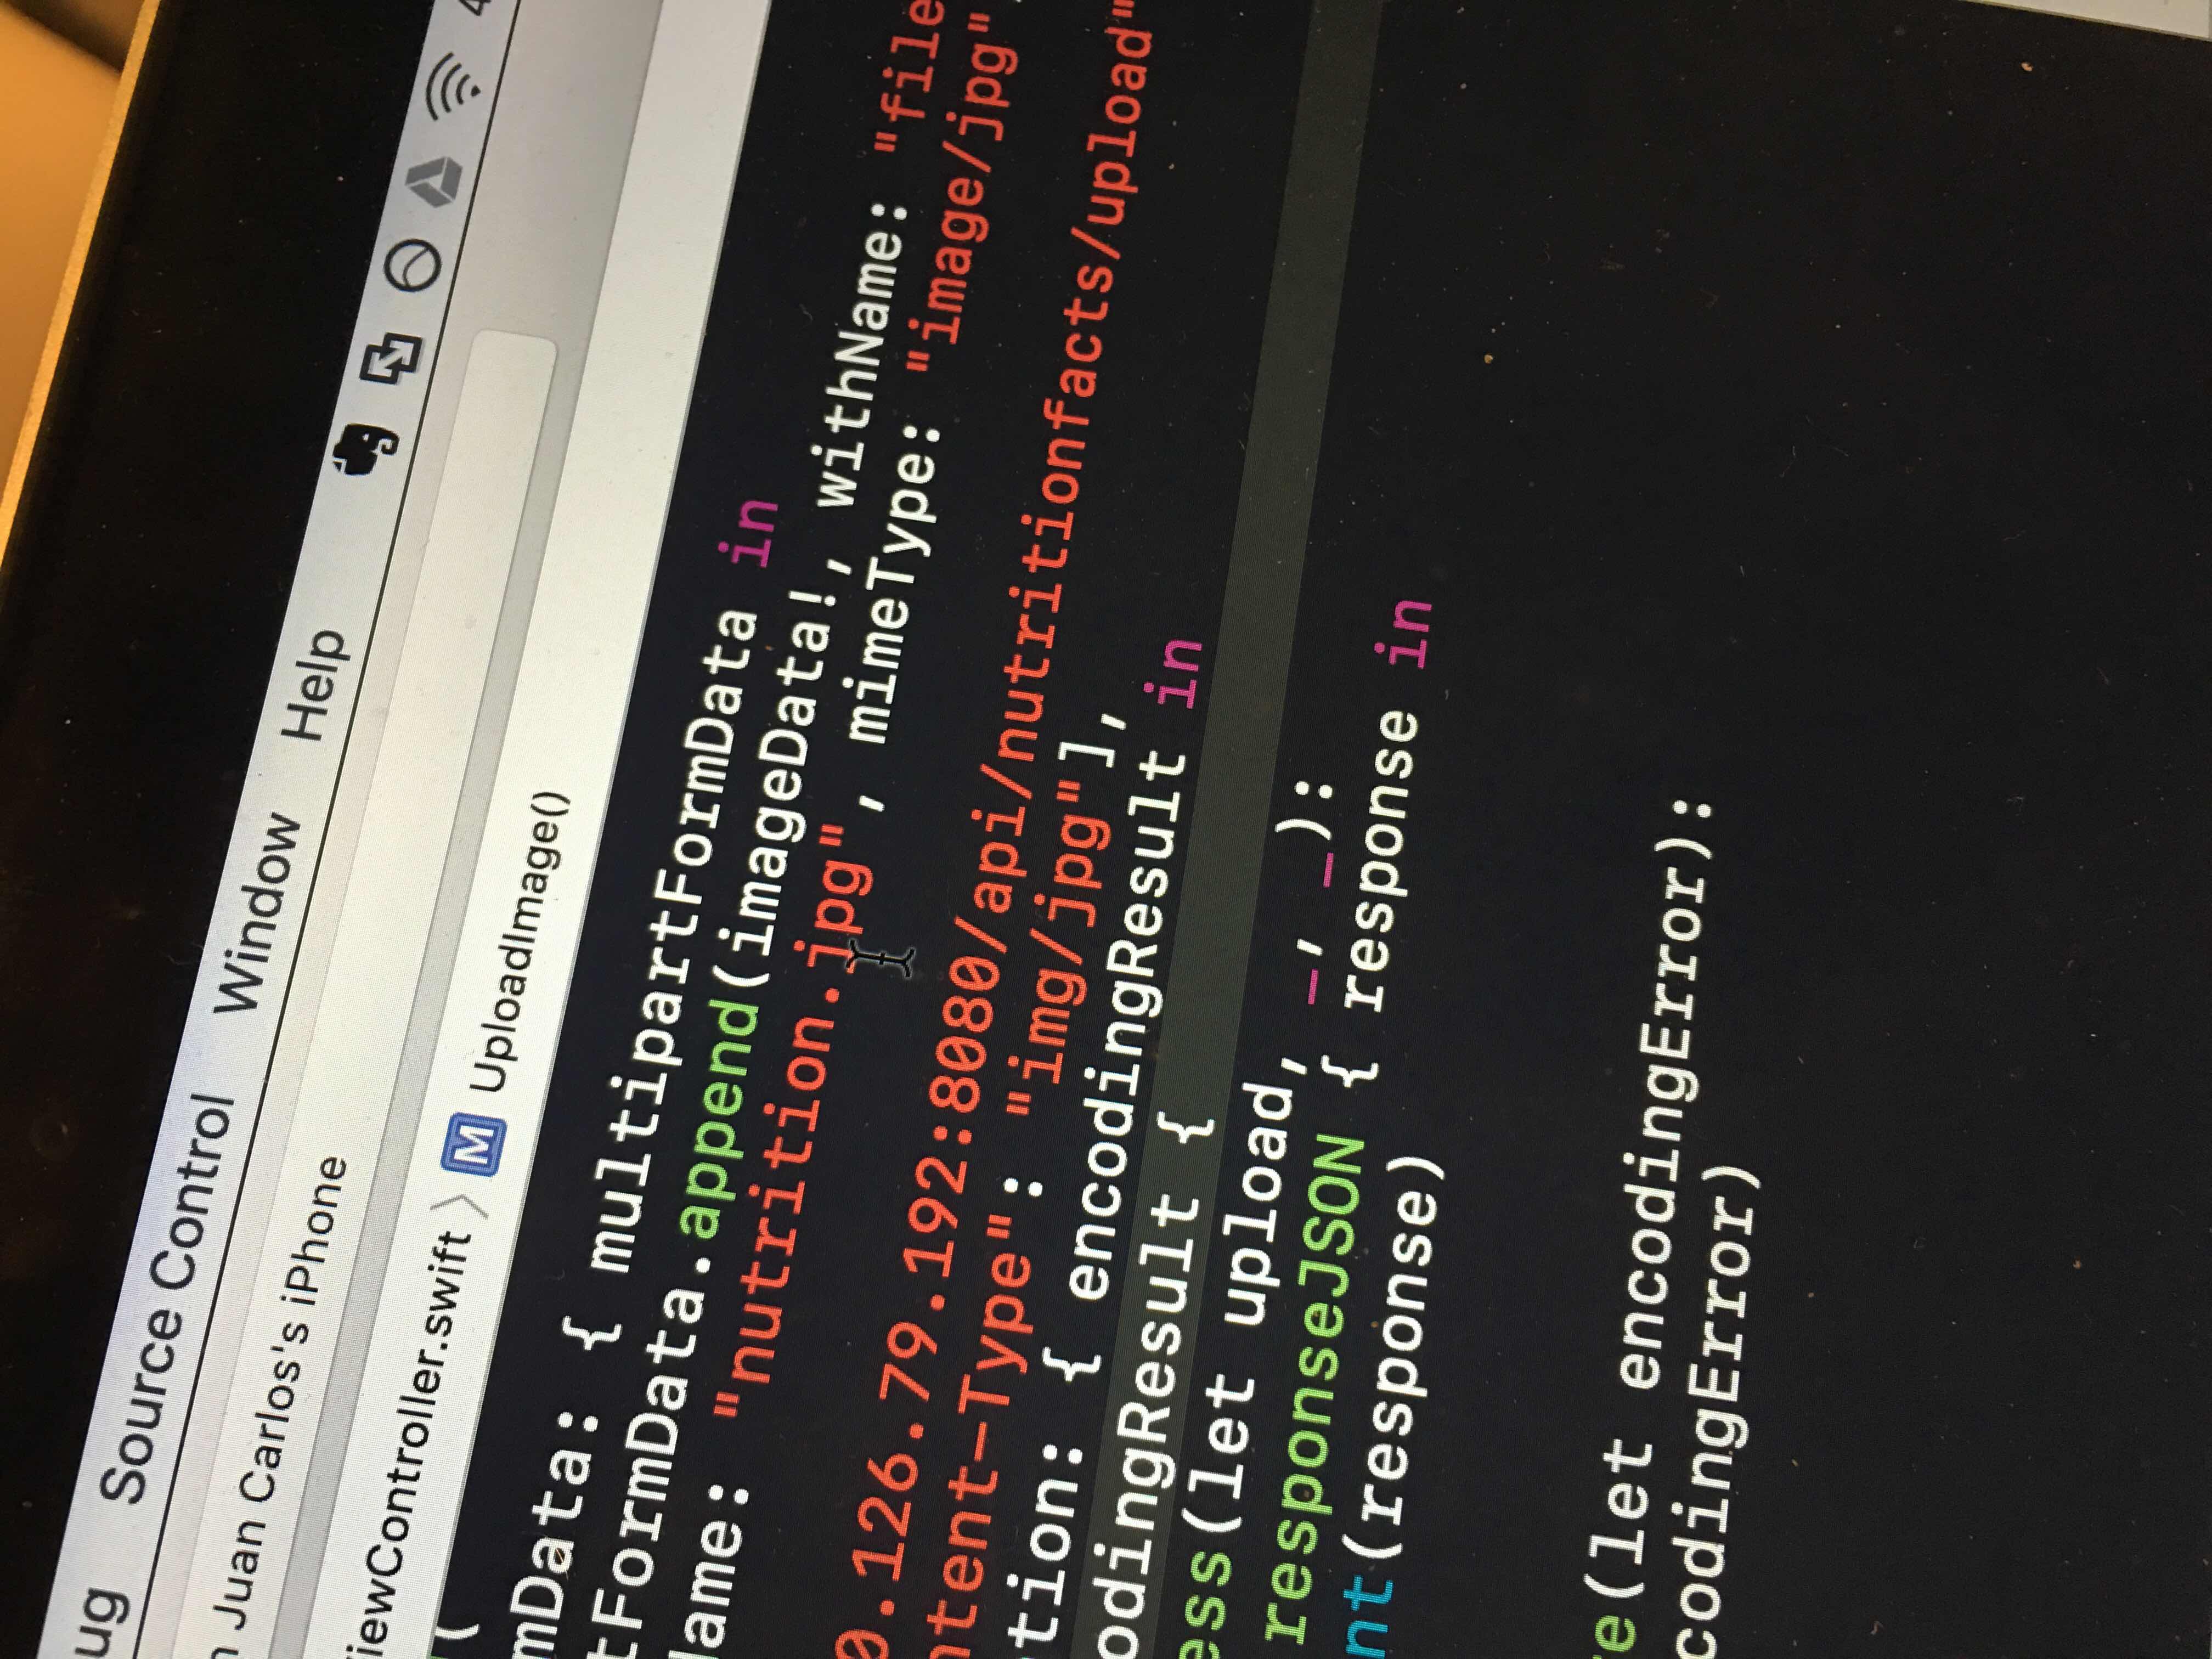 ug Source Control Window Help 4
n Juan Carlos's iPhone
iewController.swift 〉 M UploadImage()
(
mData: { multipartFormData in
tFormData.append(imageData!, withName: "file
Name: "nutrition.jpg", mimeType: "image/jpg"
0.126.79.192:8080/api/nutritionfacts/upload"
ntent-Type": "img/jpg"],
tion: { encodingResult in
odingResult {
ess(let upload, _, _ ):
responseJSON { response in
nt(response)
re(let encodingError):
codingError)